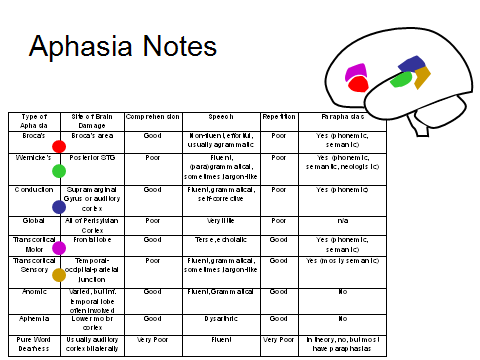 Aphasia Notes
Type of Aphasia Site of Brain Damage Comprehension Speech Repetition Paraphasias
Broca's Broca's area Good Non-fluent, effortful, usually agrammatic Poor Yes (phonemic, semantic)
Wernicke's Posterior STG Poor Fluent, (para)grammatical, sometimes jargon-like Poor Yes (phonemic, semantic, neologistic)
Conduction Supramarginal Gyrus or auditory cortex Good Fluent, grammatical, self-corrective Poor Yes (phonemic)
Global All of Perisylvian Cortex Poor Very little Poor n/a
Transcortical Motor Frontal lobe Good Terse, echolalic Good Yes (phonemic, semantic)
Transcortical Sensory Temporal-occipital-parietal junction Poor Fluent, grammatical, sometimes jargon-like Good Yes (mostly semantic)
Anomic Varied, but inf. temporal lobe often involved Good Fluent, Grammatical Good No
Aphemia Lower motor cortex Good Dysarthric Good No
Pure Word Deafness Usually auditory cortex bilaterally Very Poor Fluent Very Poor In theory, no, but most have paraphasias